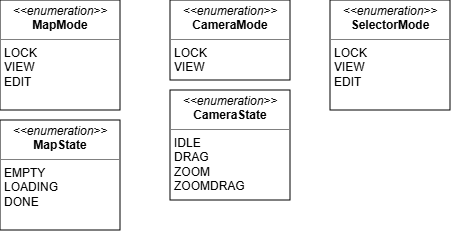 <<enumeration>>
MapMode
LOCK
VIEW
EDIT
<<enumeration>>
CameraMode
LOCK
VIEW
<<enumeration>>
SelectorMode
LOCK
VIEW
EDIT
<<enumeration>>
MapState
EMPTY
LOADING
DONE
<<enumeration>>
CameraState
IDLE
DRAG
ZOOM
ZOOMDRAG